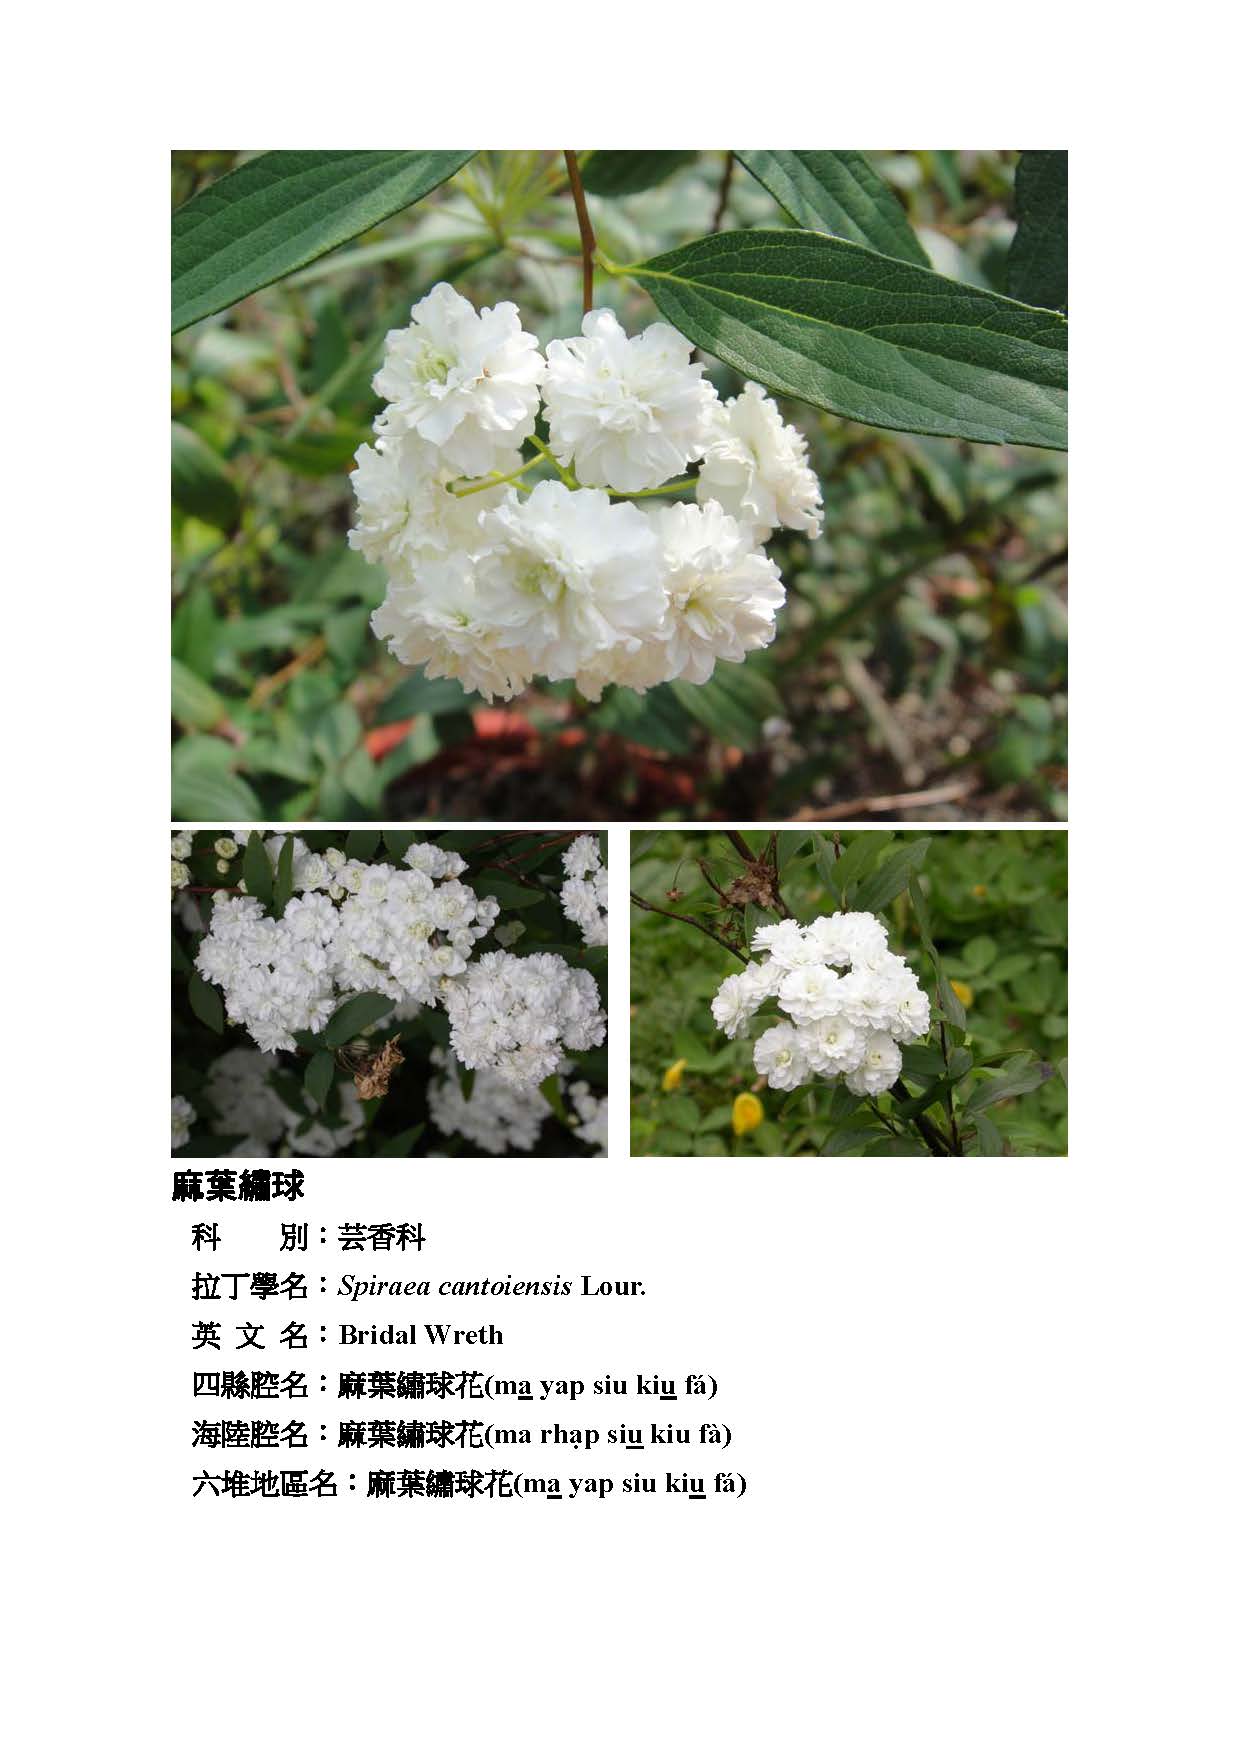 麻葉繡球
科　　別：芸香科
拉丁學名：Spiraea cantoiensis Lour.
英 文 名：Bridal Wreth
四縣腔名：麻葉繡球花(ma̲ yap siu kiu̲ fá)
海陸腔名：麻葉繡球花(ma rhạp siu̲ kiu fà)
六堆地區名：麻葉繡球花(ma̲ yap siu kiu̲ fá)